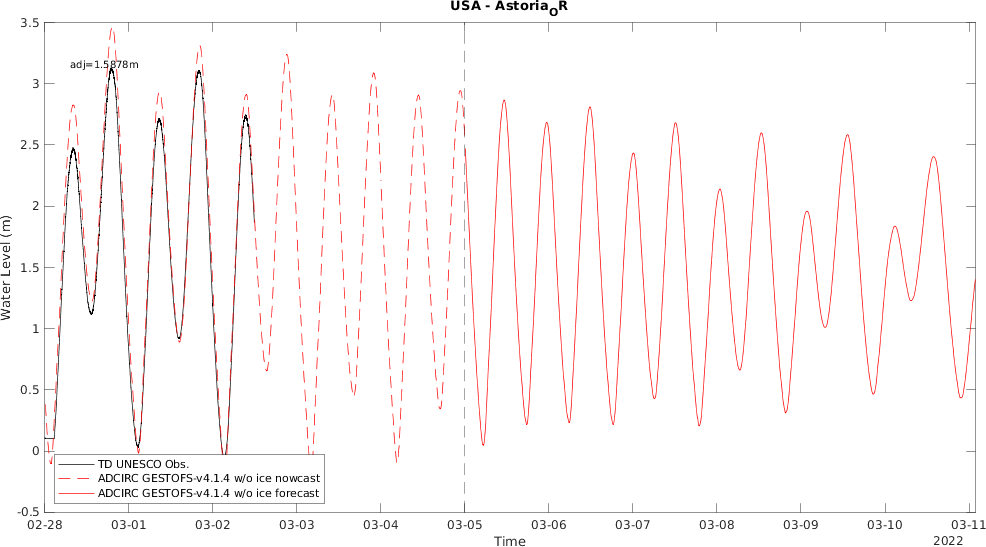 USA - Astoria_OR
3.5
adj=1.5878m
3
2.5
2
1.5
1
0.5
0
-0.5
Water Level (m)
TD UNESCO Obs.
ADCIRC GESTOFS-v4.1.4 w/o ice nowcast
ADCIRC GESTOFS-v4.1.4 w/o ice forecast
02-28 03-01 03-02 03-03 03-04 03-05 03-06 03-07 03-08 03-09 03-10 03-11
Time
2022